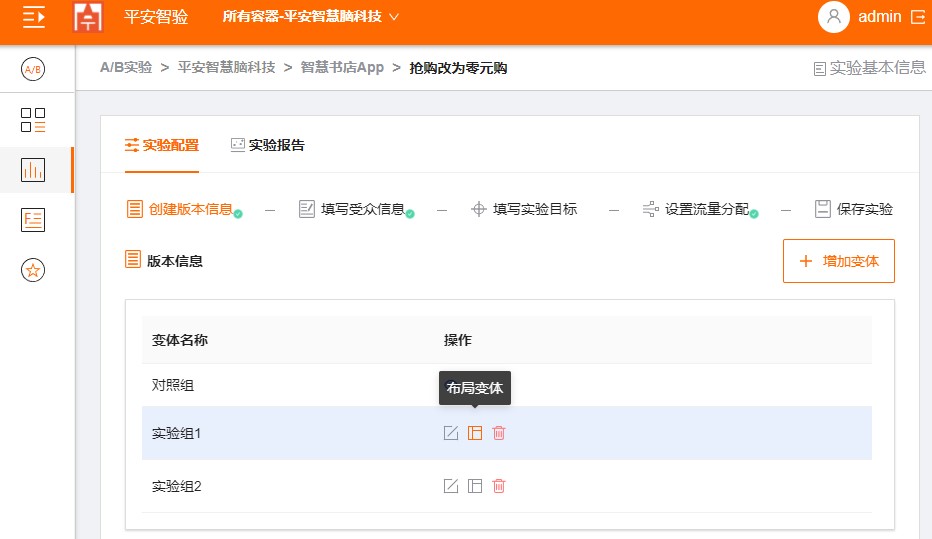 平安智验 所有容器-平安智慧脑科技 admin
A/B
A/B实验 > 平安智慧脑科技 > 智慧书店App > 抢购改为零元购 实验基本信息
实验配置 实验报告
创建版本信息 — 填写受众信息 — 填写实验目标 — 设置流量分配 — 保存实验
版本信息 + 增加变体
变体名称 操作
对照组
布局变体
实验组1
实验组2